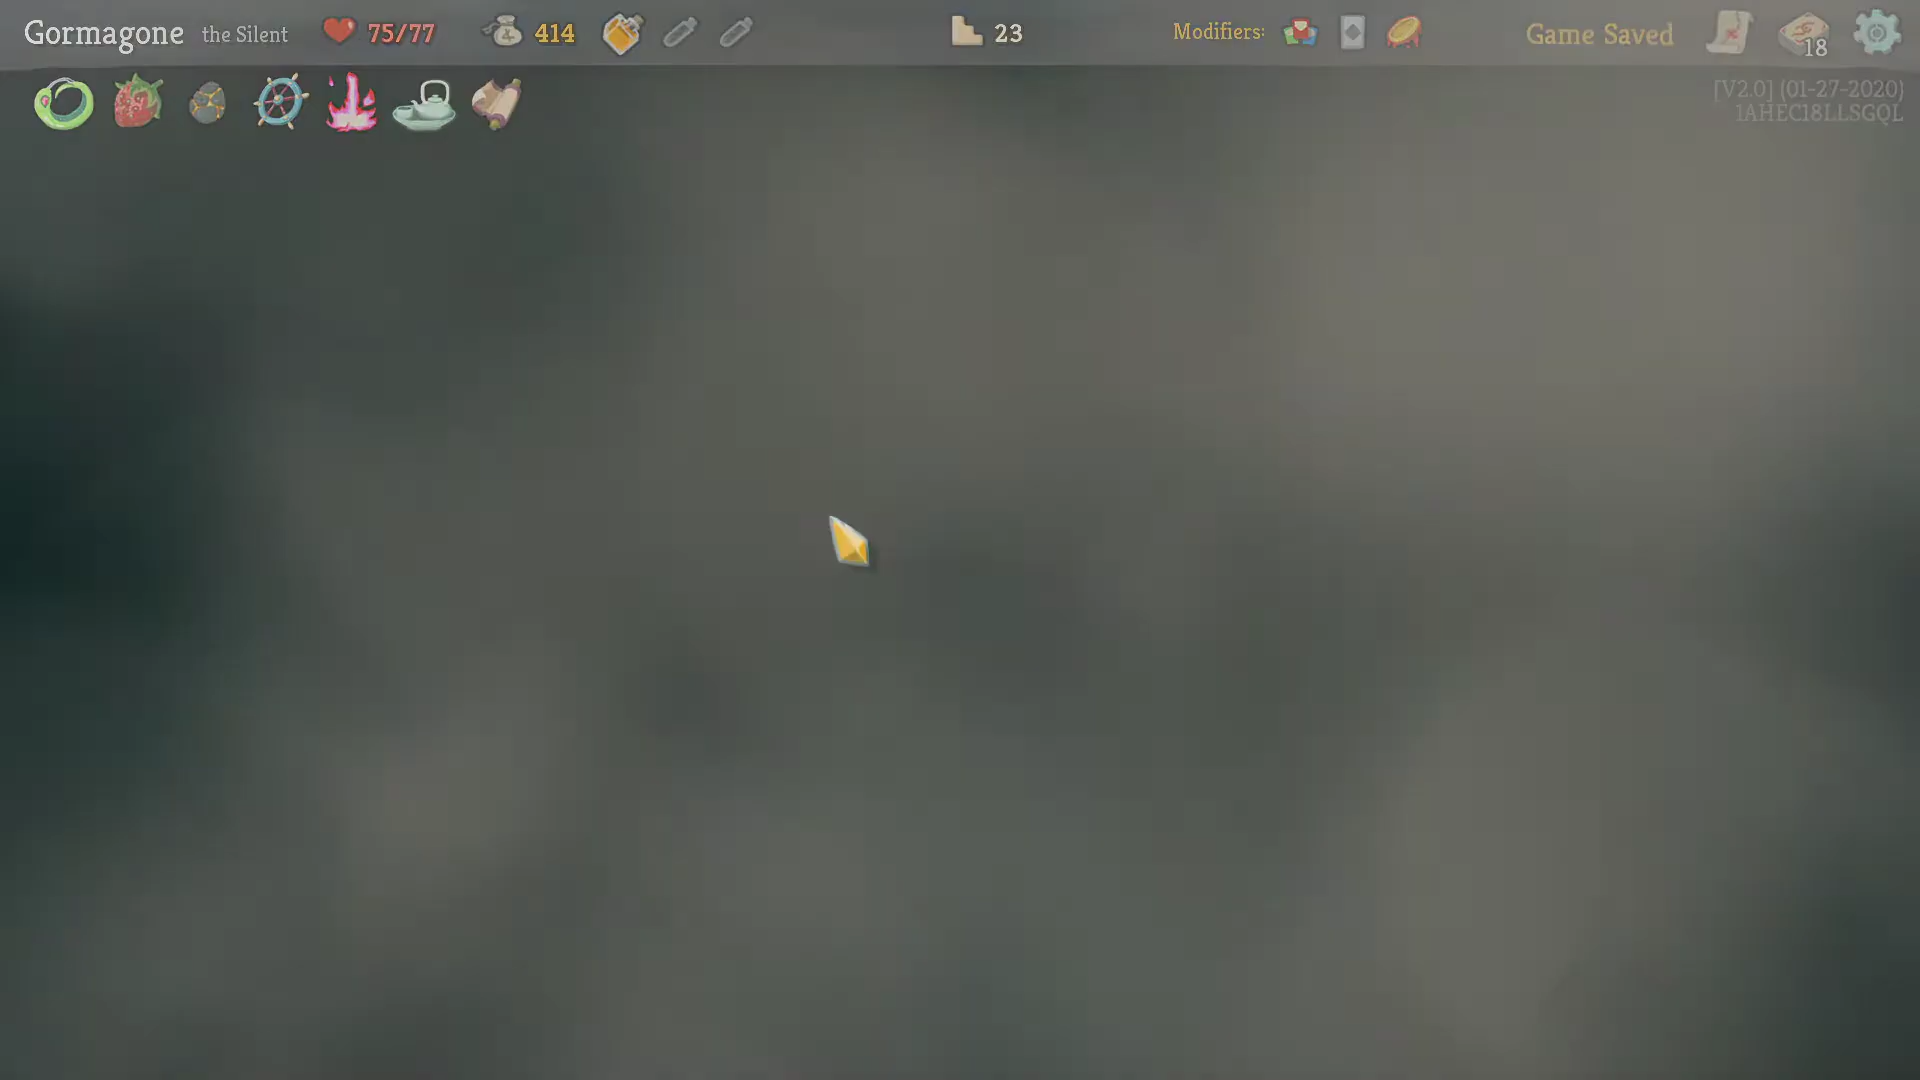 Gormagone the Silent 75/77 414 23 Modifiers: Game Saved 18
[V2.0] (01-27-2020)
1AHEC18LLSGQL